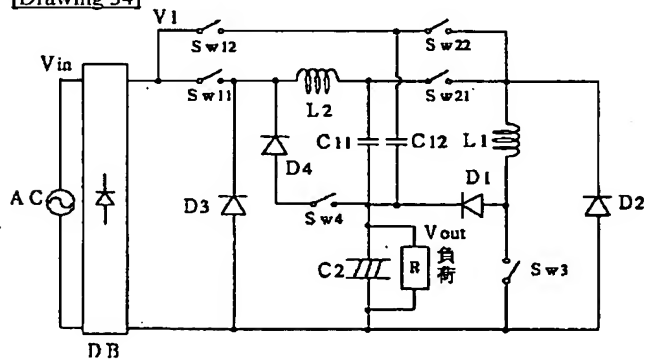 [Drawing 34]
V1
Sw12
Sw22
Vin
Sw11
L2
Sw21
C11
C12
L1
D4
D1
AC
D3
Sw4
D2
Vout
負荷
C2
R
Sw3
DB